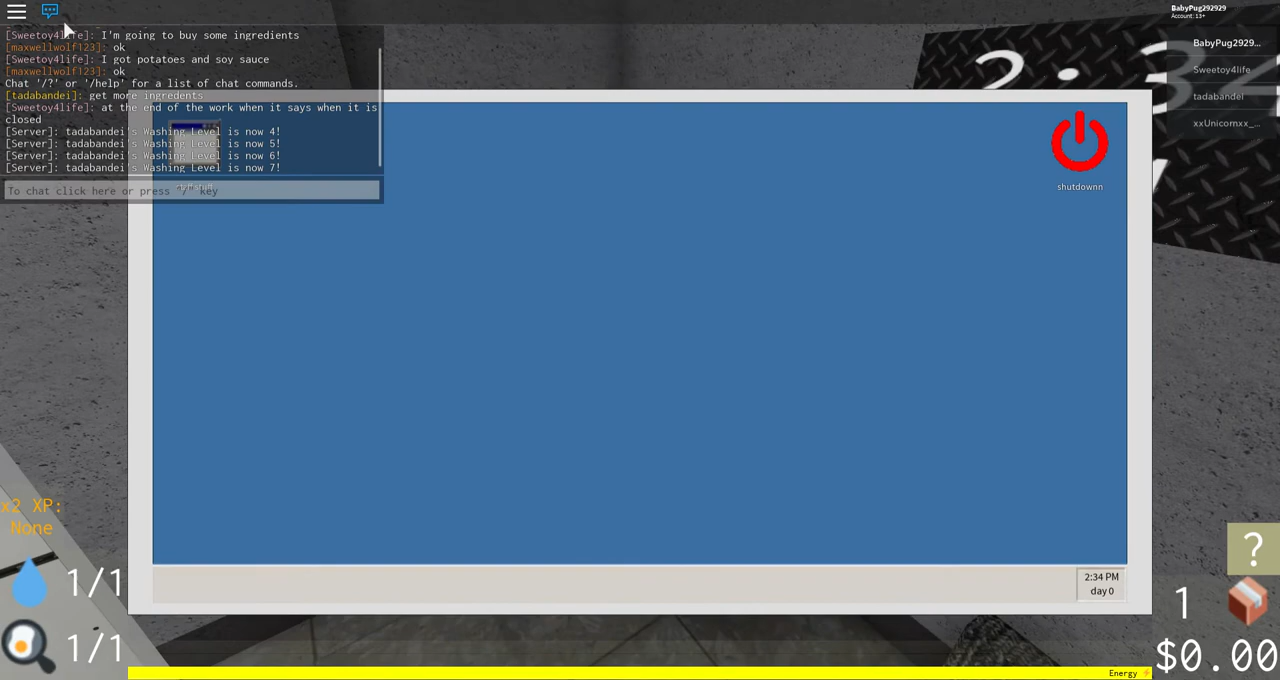 BabyPug292929
Account: 13+
[Sweetoy4life]: I'm going to buy some ingredients
[maxwellwolf123]: ok
[Sweetoy4life]: I got potatoes and soy sauce
[maxwellwolf123]: ok
Chat '/?' or '/help' for a list of chat commands.
[tadabandei]: get more ingredents
[Sweetoy4life]: at the end of the work when it says when it is
closed
[Server]: tadabandei's Washing Level is now 4!
[Server]: tadabandei's Washing Level is now 5!
[Server]: tadabandei's Washing Level is now 6!
[Server]: tadabandei's Washing Level is now 7!
To chat click here or press "/" key
BabyPug2929...
Sweetoy4life
tadabandei
xxUnicornxx_...
shutdownn
x2 XP:
None
1/1
1/1
2:34 PM
day 0
?
1
$0.00
Energy